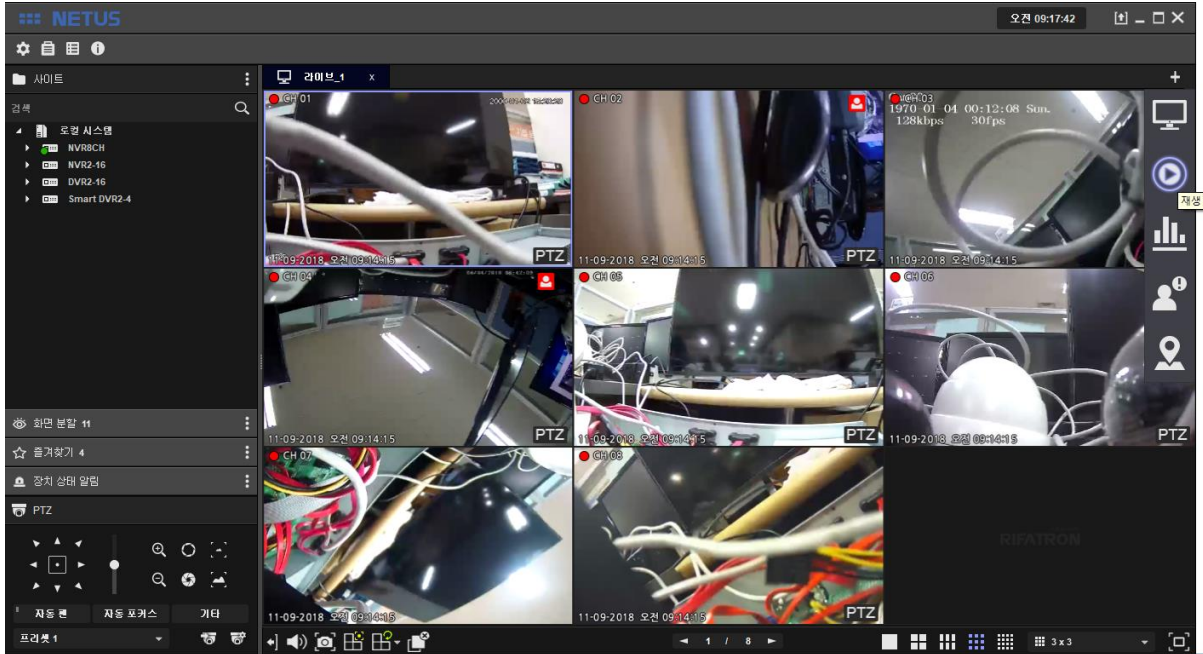 NETUS
오전 09:17:42
사이트
라이브_1 x
+
검색
로컬 시스템
NVR8CH
NVR2-16
DVR2-16
Smart DVR2-4
화면 분할 11
즐겨찾기 4
장치 상태 알림
PTZ
자동 팬 자동 포커스 기타
프리셋 1
CH 01
PTZ
11-09-2018 오전 09:14:15
CH 02
PTZ
11-09-2018 오전 09:14:15
CH 03
1970-01-04 00:12:08 Sun.
128kbps 30fps
11-09-2018 오전 09:14:15
재생
CH 04
PTZ
11-09-2018 오전 09:14:15
CH 05
PTZ
11-09-2018 오전 09:14:15
CH 06
PTZ
11-09-2018 오전 09:14:15
CH 07
11-09-2018 오전 09:14:15
CH 08
PTZ
11-09-2018 오전 09:14:15
RIFATRON
1 / 8
3 x 3